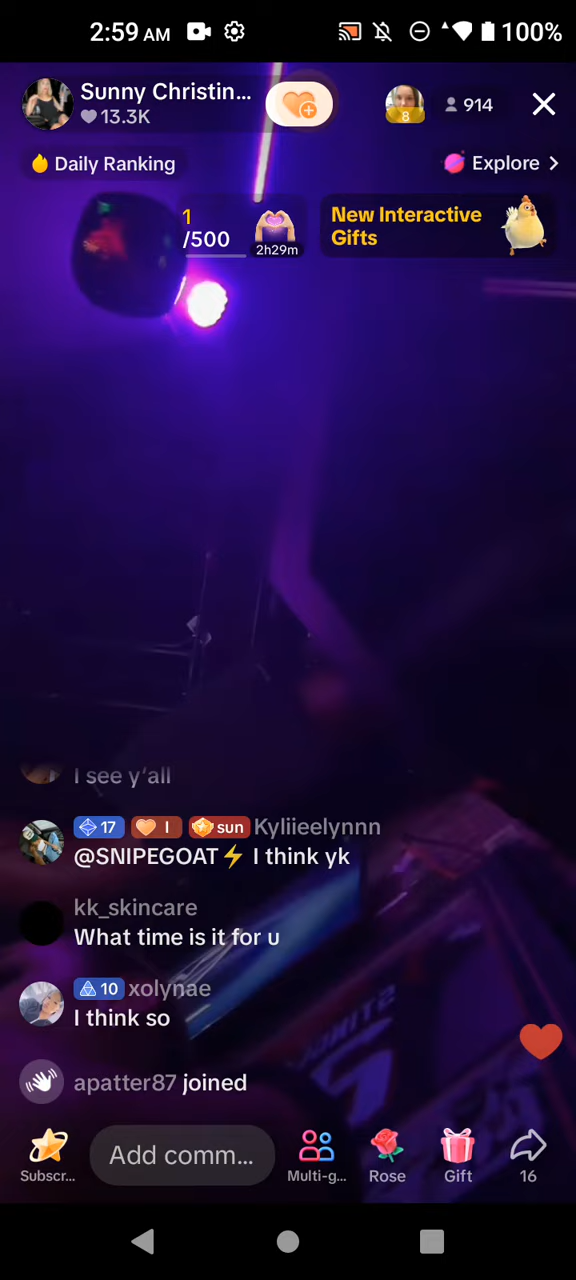 2:59 AM
100%
Sunny Christin...
13.3K
8
914
Daily Ranking
Explore
1
/500
2h29m
New Interactive
Gifts
I see y'all
17 I sun Kyliieelynnn
@SNIPEGOAT⚡ I think yk
kk_skincare
What time is it for u
10 xolynae
I think so
apatter87 joined
Add comm...
Subscr...
Multi-g...
Rose
Gift
16